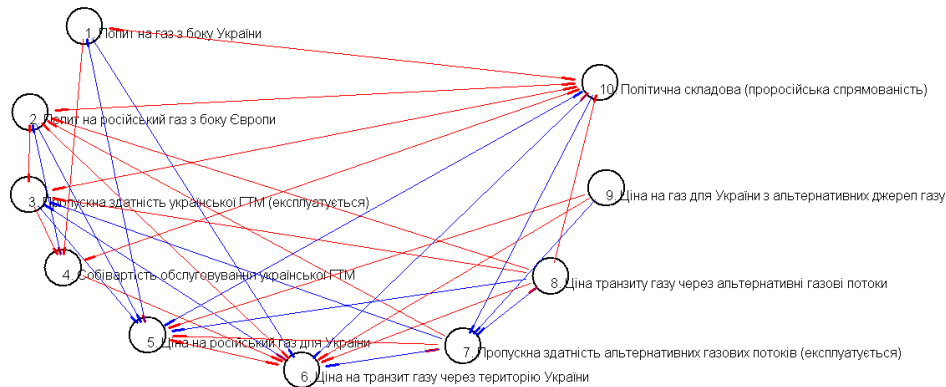 1. Попит на газ з боку України
10. Політична складова (проросійська спрямованість)
2. Попит на російський газ з боку Європи
9. Ціна на газ для України з альтернативних джерел газу
3. Пропускна здатність української ГТМ (експлуатується)
4. Собівартість обслуговування української ГТМ
8. Ціна транзиту газу через альтернативні газові потоки
5. Ціна на російський газ для України
7. Пропускна здатність альтернативних газових потоків (експлуатується)
6. Ціна на транзит газу через територію України